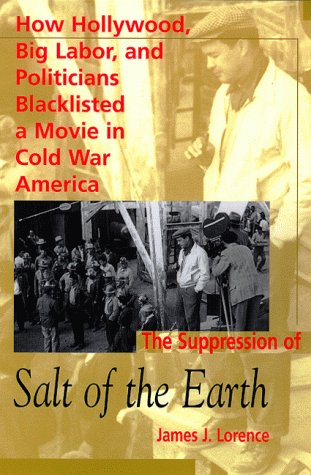 How Hollywood,
Big Labor, and
Politicians
Blacklisted
a Movie in
Cold War
America
The Suppression of
Salt of the Earth
James J. Lorence